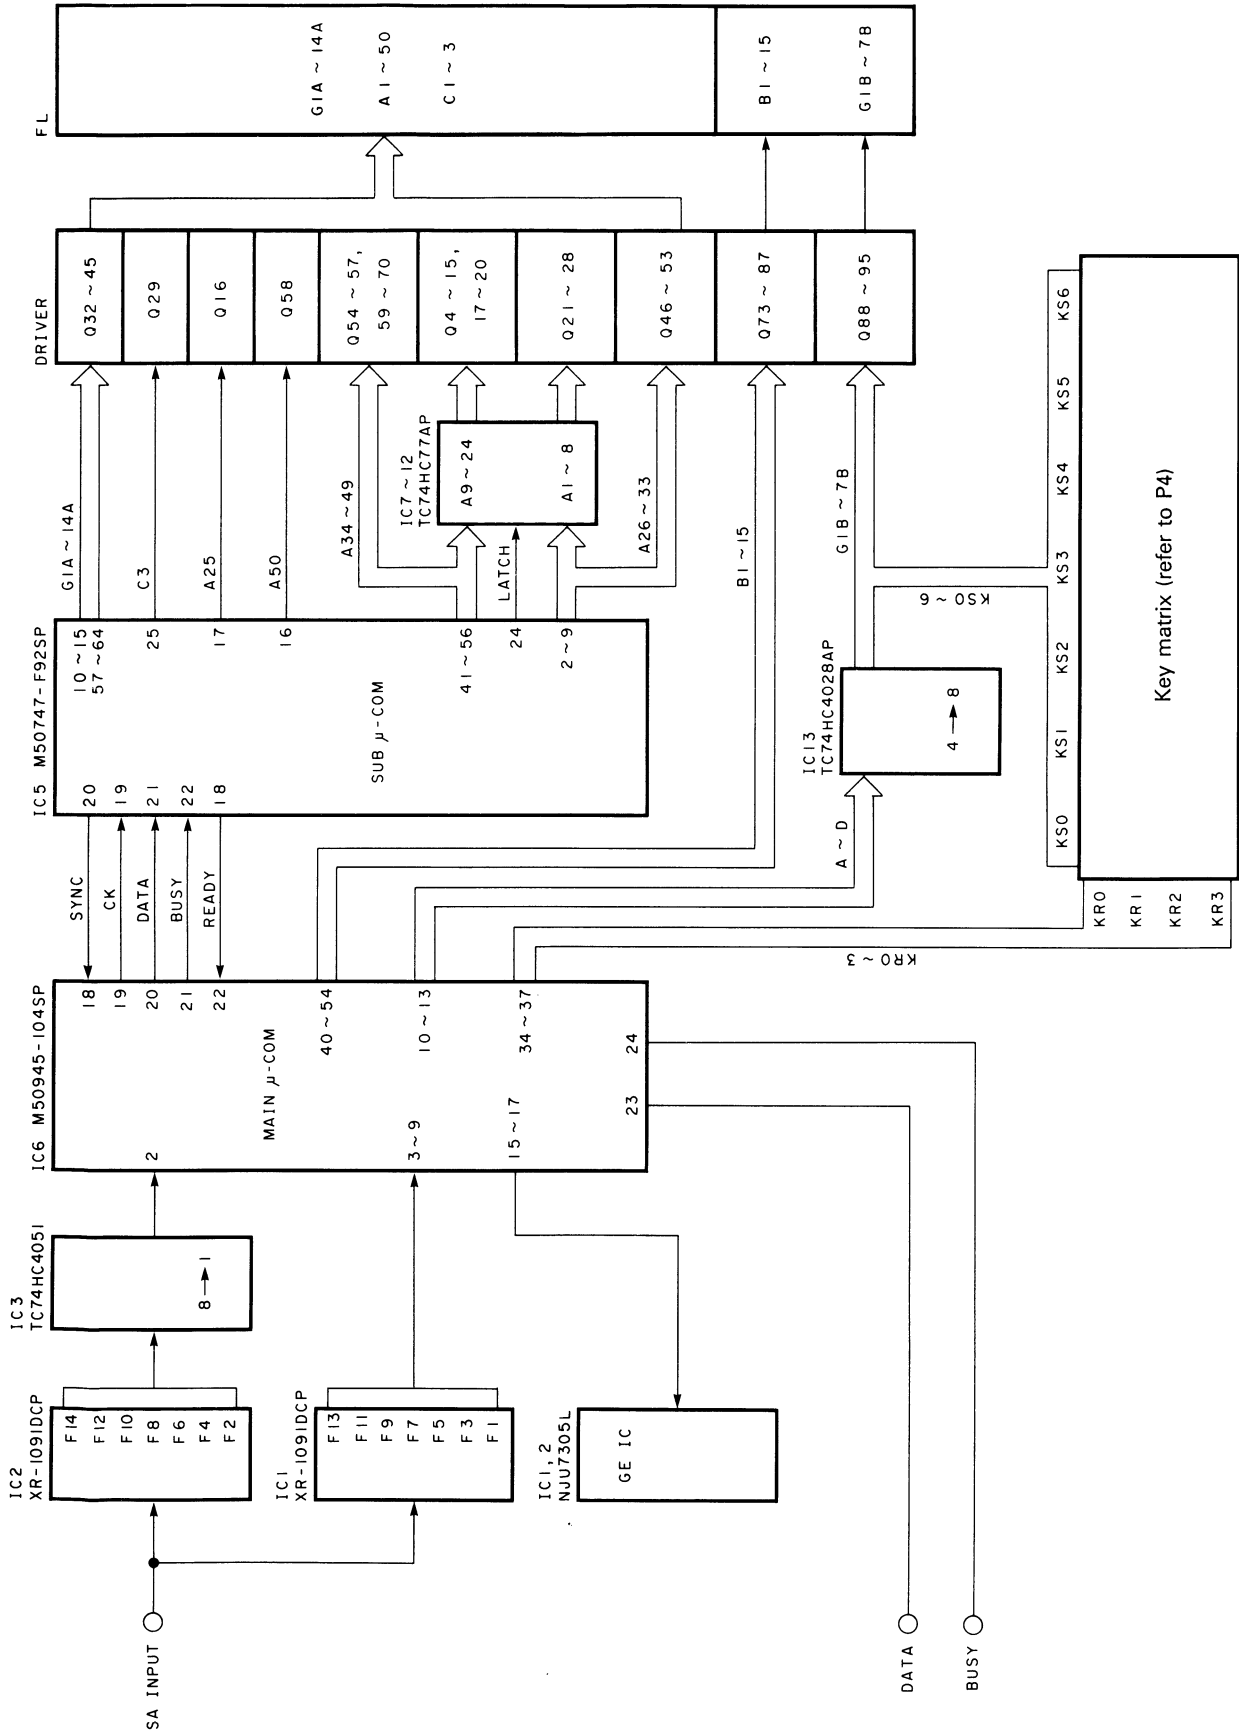 SA INPUT
IC2
XR-1091DCP
F14
F12
F10
F8
F6
F4
F2
IC1
XR-1091DCP
F13
F11
F9
F7
F5
F3
F1
IC1,2
NJU7305L
GE IC
DATA
BUSY
IC3
TC74HC4051
8 → 1
IC6 M50945-104SP
MAIN μ-COM
2
3~9
15~17
18
19
20
21
22
40~54
10~13
34~37
23
24
SYNC
CK
DATA
BUSY
READY
IC5 M50747-F92SP
SUB μ-COM
20
19
21
22
18
10~15
57~64
25
17
16
41~56
24
2~9
G1A~14A
C3
A25
A50
A34~49
LATCH
A26~33
B1~15
IC7~12
TC74HC77AP
A9~24
A1~8
A~D
IC13
TC74HC4028AP
4 → 8
G1B~7B
KS0~6
KR0~3
DRIVER
Q32~45
Q29
Q16
Q58
Q54~57,
59~70
Q4~15,
17~20
Q21~28
Q46~53
Q73~87
Q88~95
FL
G1A~14A
A1~50
C1~3
B1~15
G1B~7B
KS0
KS1
KS2
KS3
KS4
KS5
KS6
KR0
KR1
KR2
KR3
Key matrix (refer to P4)